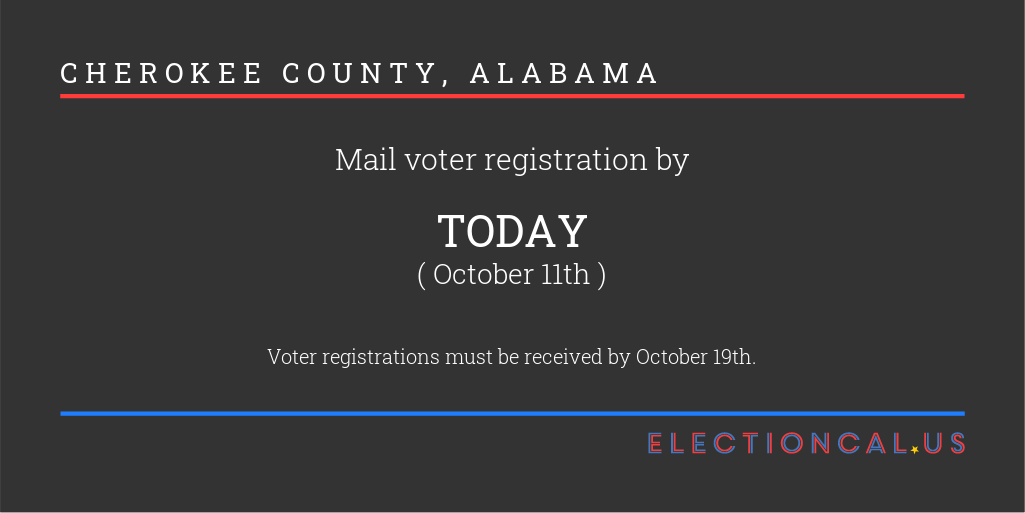 CHEROKEE COUNTY, ALABAMA
Mail voter registration by
TODAY
( October 11th )
Voter registrations must be received by October 19th.
ELECTIONCAL.US